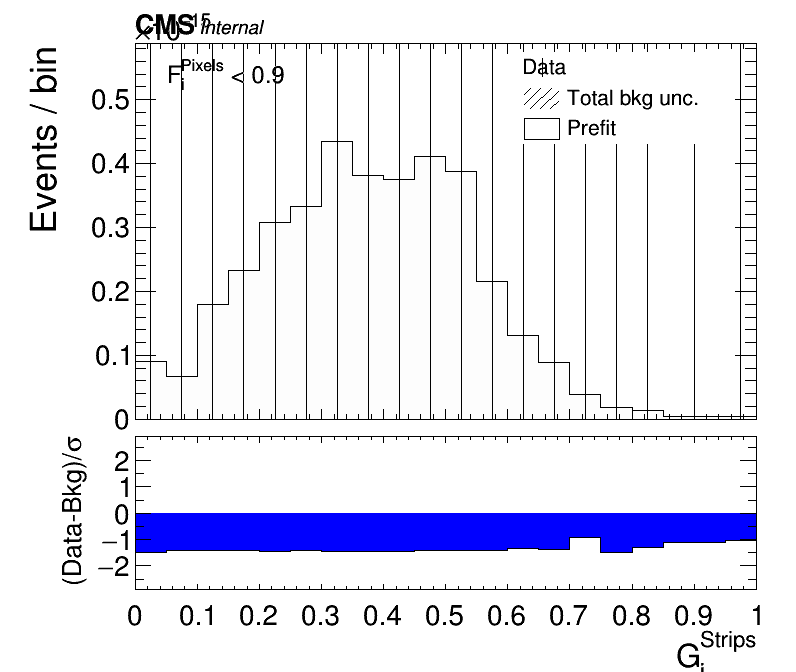 CMS Internal
×10^15
F_i^Pixels < 0.9
Data
Total bkg unc.
Prefit
Events / bin
0.5
0.4
0.3
0.2
0.1
0
(Data-Bkg)/σ
2
1
0
−1
−2
0 0.1 0.2 0.3 0.4 0.5 0.6 0.7 0.8 0.9 1
G_i^Strips